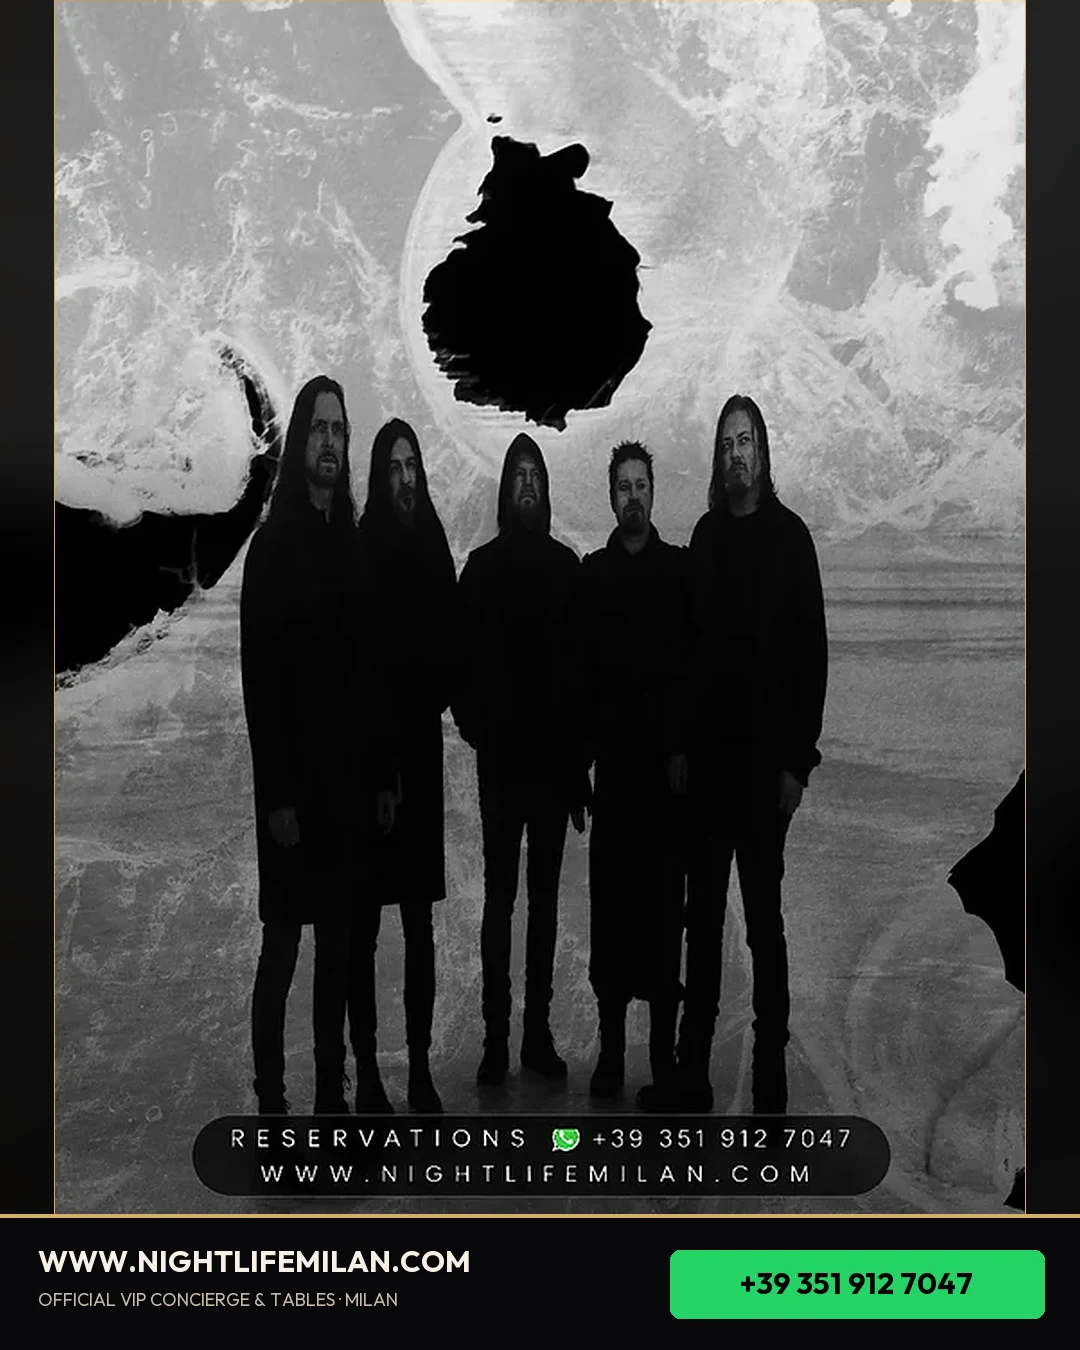 RESERVATIONS +39 351 912 7047
WWW.NIGHTLIFEMILAN.COM
WWW.NIGHTLIFEMILAN.COM
OFFICIAL VIP CONCIERGE & TABLES · MILAN
+39 351 912 7047